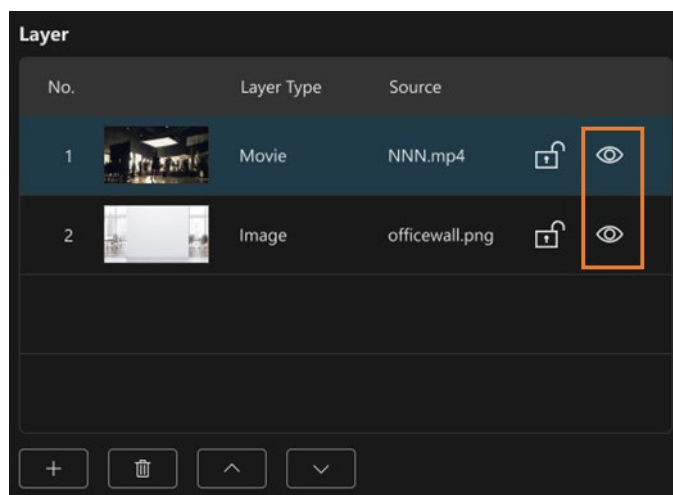 Layer
No. Layer Type Source
1 Movie NNN.mp4
2 Image officewall.png